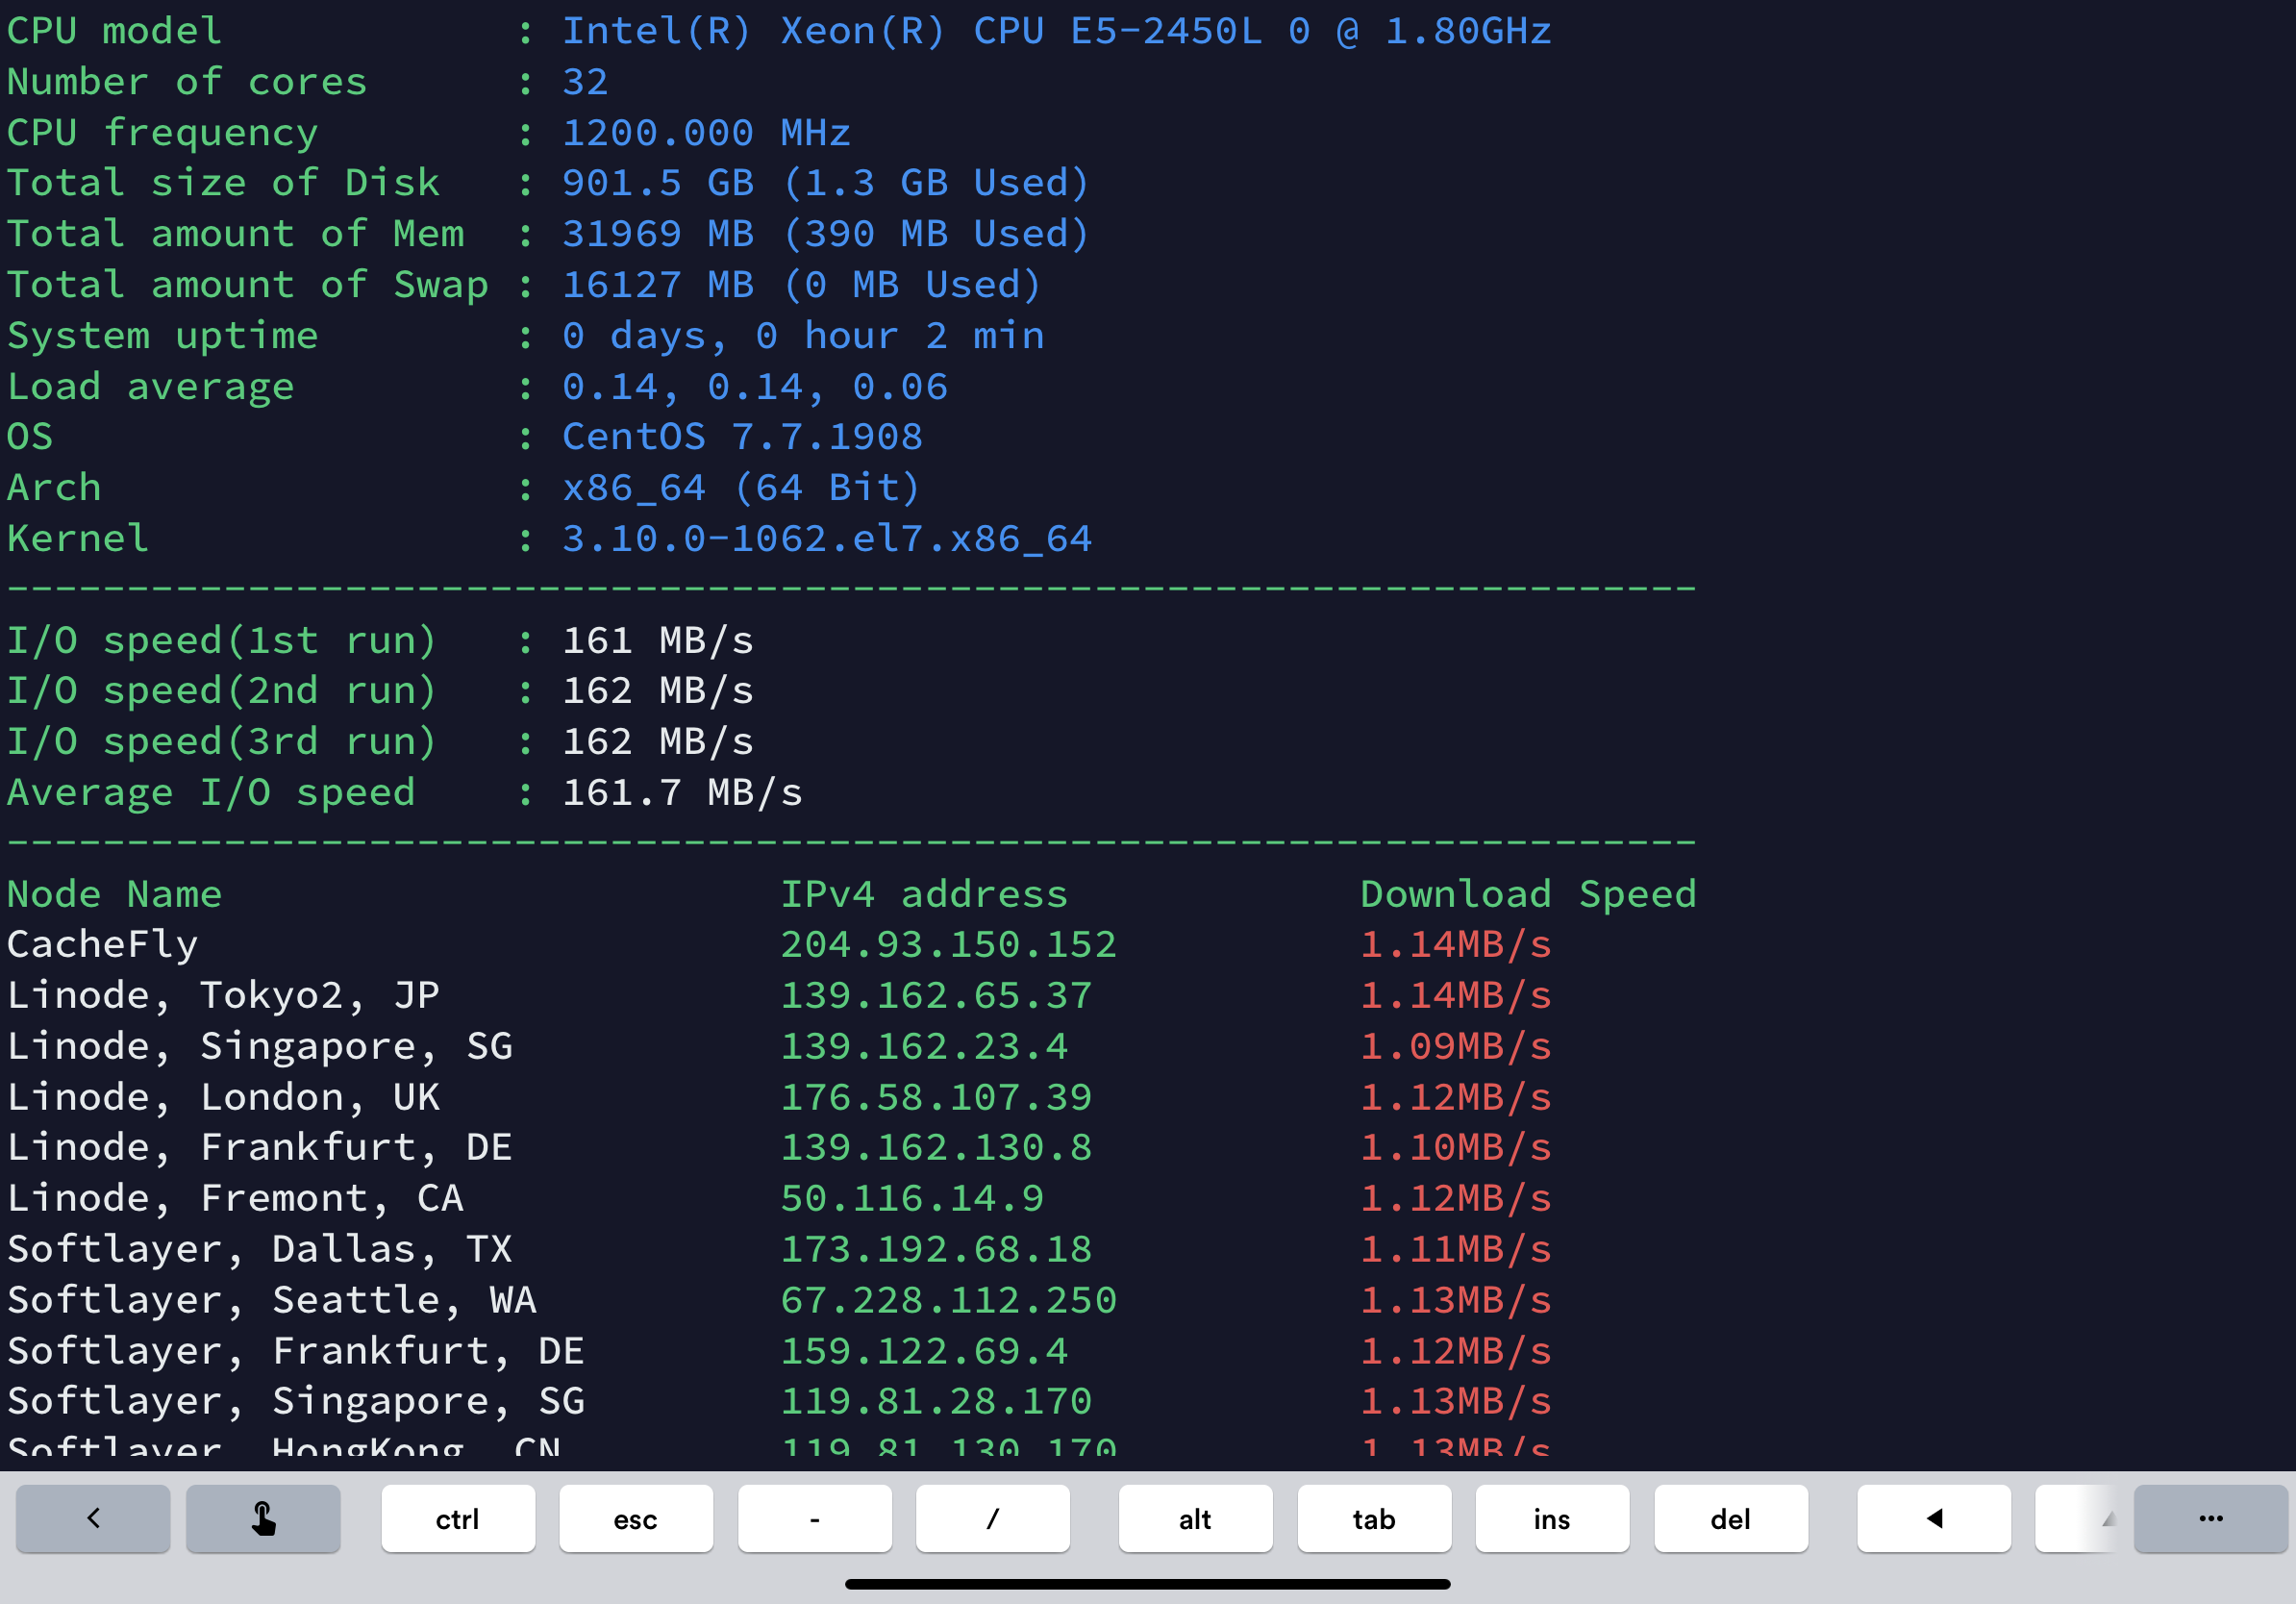 CPU model            : Intel(R) Xeon(R) CPU E5-2450L 0 @ 1.80GHz
Number of cores      : 32
CPU frequency        : 1200.000 MHz
Total size of Disk   : 901.5 GB (1.3 GB Used)
Total amount of Mem  : 31969 MB (390 MB Used)
Total amount of Swap : 16127 MB (0 MB Used)
System uptime        : 0 days, 0 hour 2 min
Load average         : 0.14, 0.14, 0.06
OS                   : CentOS 7.7.1908
Arch                 : x86_64 (64 Bit)
Kernel               : 3.10.0-1062.el7.x86_64
----------------------------------------------------------------------
I/O speed(1st run)   : 161 MB/s
I/O speed(2nd run)   : 162 MB/s
I/O speed(3rd run)   : 162 MB/s
Average I/O speed    : 161.7 MB/s
----------------------------------------------------------------------
Node Name                       IPv4 address            Download Speed
CacheFly                        204.93.150.152          1.14MB/s
Linode, Tokyo2, JP              139.162.65.37           1.14MB/s
Linode, Singapore, SG           139.162.23.4            1.09MB/s
Linode, London, UK              176.58.107.39           1.12MB/s
Linode, Frankfurt, DE           139.162.130.8           1.10MB/s
Linode, Fremont, CA             50.116.14.9             1.12MB/s
Softlayer, Dallas, TX           173.192.68.18           1.11MB/s
Softlayer, Seattle, WA          67.228.112.250          1.13MB/s
Softlayer, Frankfurt, DE        159.122.69.4            1.12MB/s
Softlayer, Singapore, SG        119.81.28.170           1.13MB/s
Softlayer, HongKong, CN         119.81.130.170          1.13MB/s
ctrl esc - / alt tab ins del ...